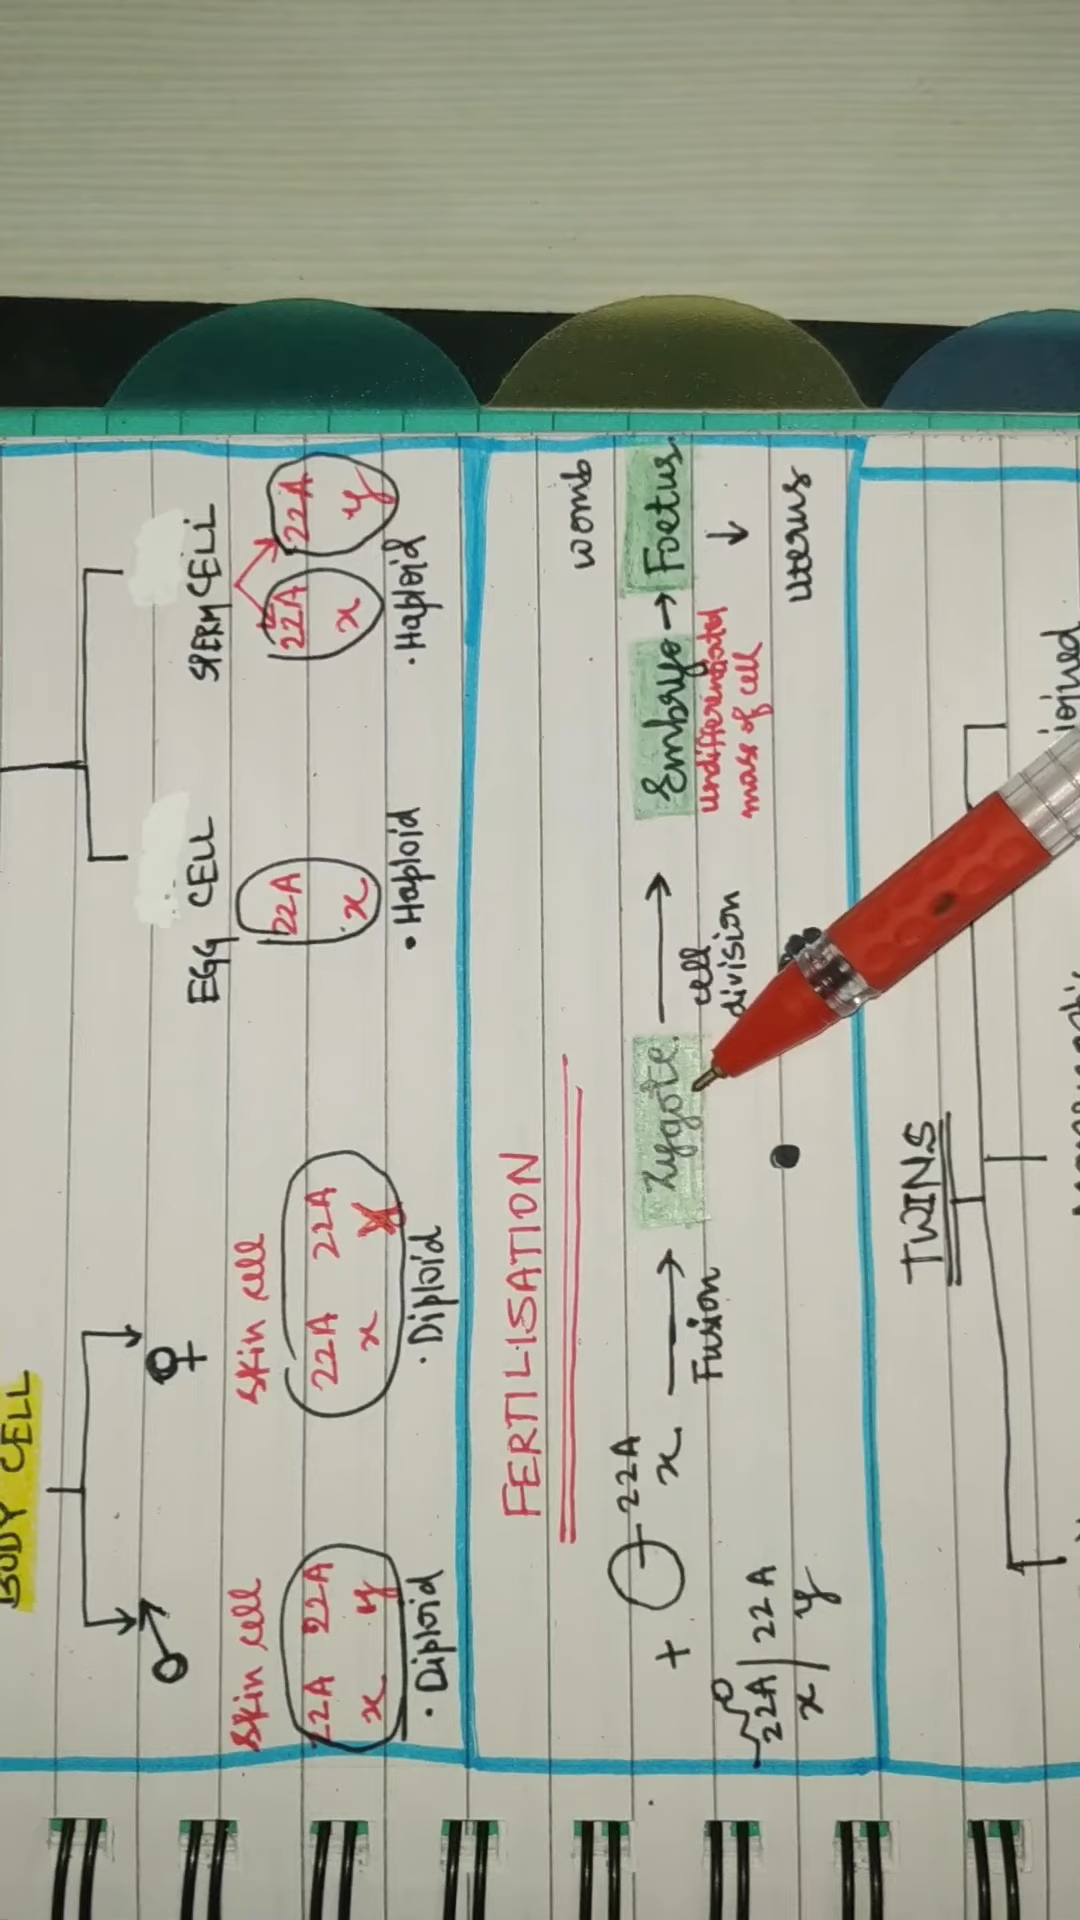 BODY CELL
♂ ♀
EGG CELL SPERM CELL
Skin cell Skin cell
22A 22A
x y
22A 22A
x X
22A
x
22A
x
22A
y
• Diploid • Diploid • Haploid • Haploid
FERTILISATION
womb
+ 22A
x
Fusion
→ Zygote → Embryo → Foetus
cell
division
undifferentiated
mass of cell
↓
uterus
22A | 22A
x | y
TWINS
joined